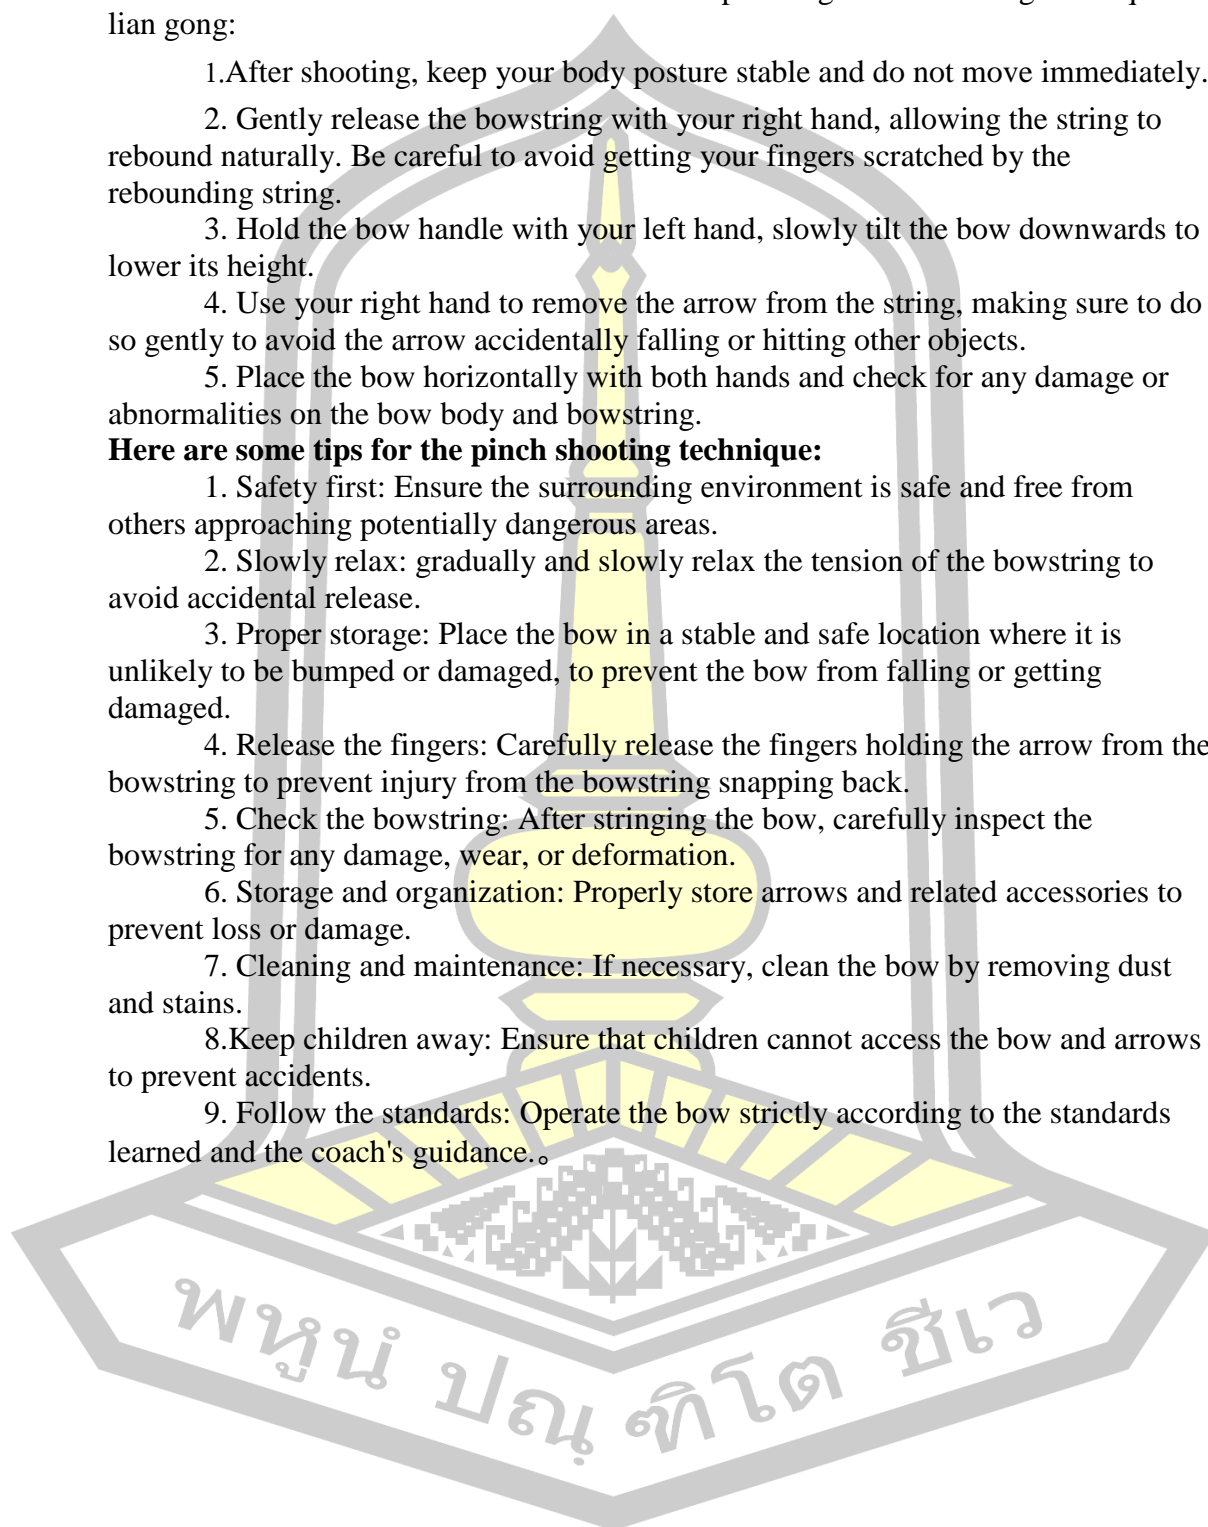 lian gong:
1.After shooting, keep your body posture stable and do not move immediately.
2. Gently release the bowstring with your right hand, allowing the string to
rebound naturally. Be careful to avoid getting your fingers scratched by the
rebounding string.
3. Hold the bow handle with your left hand, slowly tilt the bow downwards to
lower its height.
4. Use your right hand to remove the arrow from the string, making sure to do
so gently to avoid the arrow accidentally falling or hitting other objects.
5. Place the bow horizontally with both hands and check for any damage or
abnormalities on the bow body and bowstring.
Here are some tips for the pinch shooting technique:
1. Safety first: Ensure the surrounding environment is safe and free from
others approaching potentially dangerous areas.
2. Slowly relax: gradually and slowly relax the tension of the bowstring to
avoid accidental release.
3. Proper storage: Place the bow in a stable and safe location where it is
unlikely to be bumped or damaged, to prevent the bow from falling or getting
damaged.
4. Release the fingers: Carefully release the fingers holding the arrow from the
bowstring to prevent injury from the bowstring snapping back.
5. Check the bowstring: After stringing the bow, carefully inspect the
bowstring for any damage, wear, or deformation.
6. Storage and organization: Properly store arrows and related accessories to
prevent loss or damage.
7. Cleaning and maintenance: If necessary, clean the bow by removing dust
and stains.
8.Keep children away: Ensure that children cannot access the bow and arrows
to prevent accidents.
9. Follow the standards: Operate the bow strictly according to the standards
learned and the coach's guidance.。
พหูนํ ปณฺฑิโต ชีเว